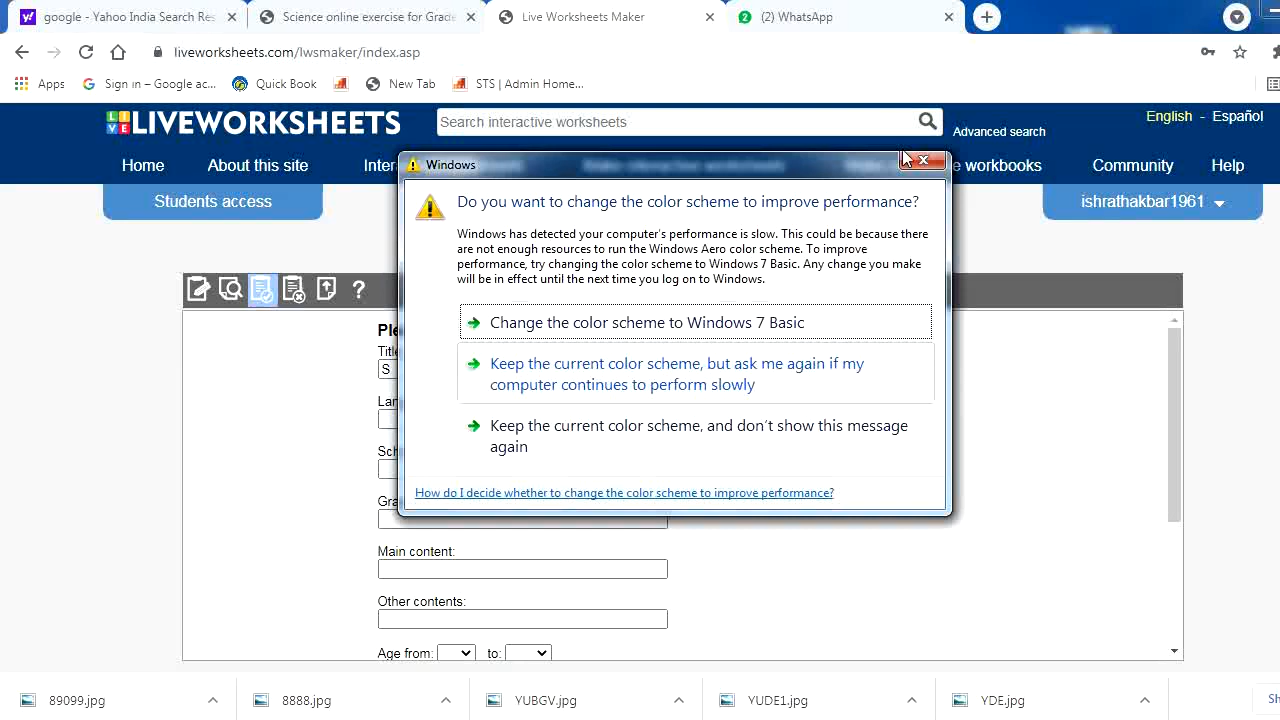 google - Yahoo India Search Res
Science online exercise for Grade
Live Worksheets Maker
(2) WhatsApp
liveworksheets.com/lwsmaker/index.asp
Apps
Sign in – Google ac...
Quick Book
New Tab
STS | Admin Home...
LIVEWORKSHEETS
Search interactive worksheets
Advanced search
English - Español
Home
About this site
Inter
e workbooks
Community
Help
Students access
ishrathakbar1961
Windows
Do you want to change the color scheme to improve performance?
Windows has detected your computer's performance is slow. This could be because there
are not enough resources to run the Windows Aero color scheme. To improve
performance, try changing the color scheme to Windows 7 Basic. Any change you make
will be in effect until the next time you log on to Windows.
Change the color scheme to Windows 7 Basic
Keep the current color scheme, but ask me again if my
computer continues to perform slowly
Keep the current color scheme, and don't show this message
again
How do I decide whether to change the color scheme to improve performance?
?
S
Main content:
Other contents:
Age from:
to:
89099.jpg
8888.jpg
YUBGV.jpg
YUDE1.jpg
YDE.jpg